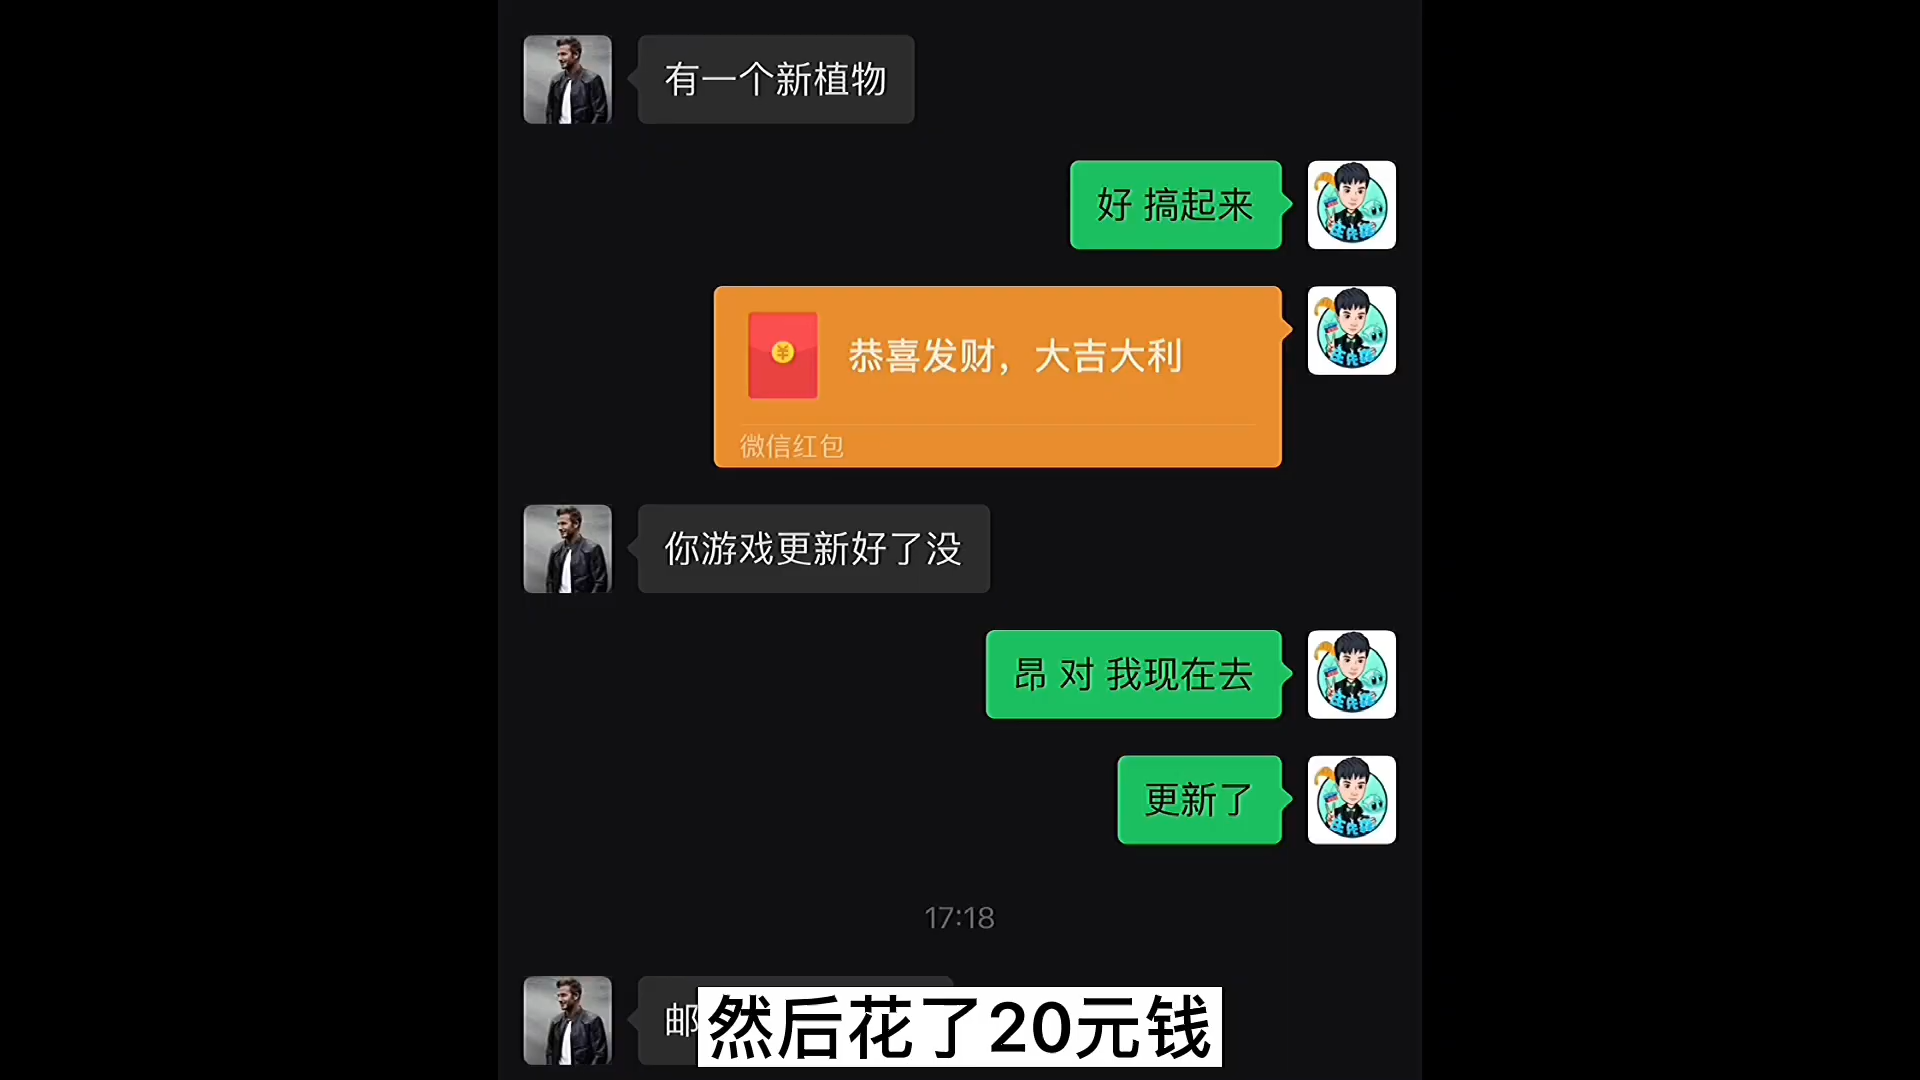 有一个新植物
好 搞起来
恭喜发财，大吉大利
微信红包
你游戏更新好了没
昂 对 我现在去
更新了
17:18
邮
然后花了20元钱